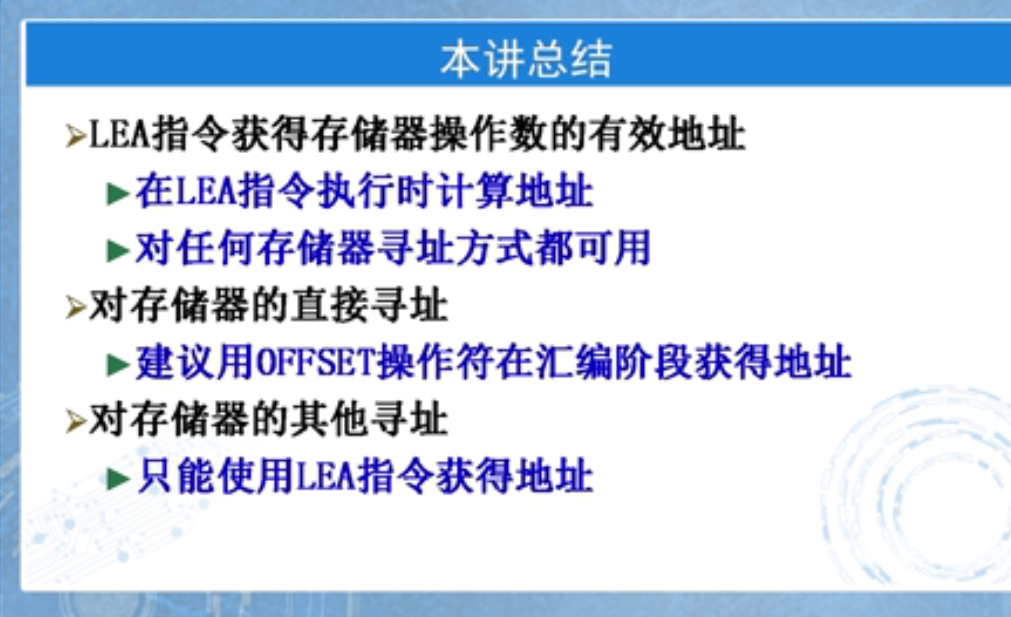 本讲总结
LEA指令获得存储器操作数的有效地址
在LEA指令执行时计算地址
对任何存储器寻址方式都可用
对存储器的直接寻址
建议用OFFSET操作符在汇编阶段获得地址
对存储器的其他寻址
只能使用LEA指令获得地址